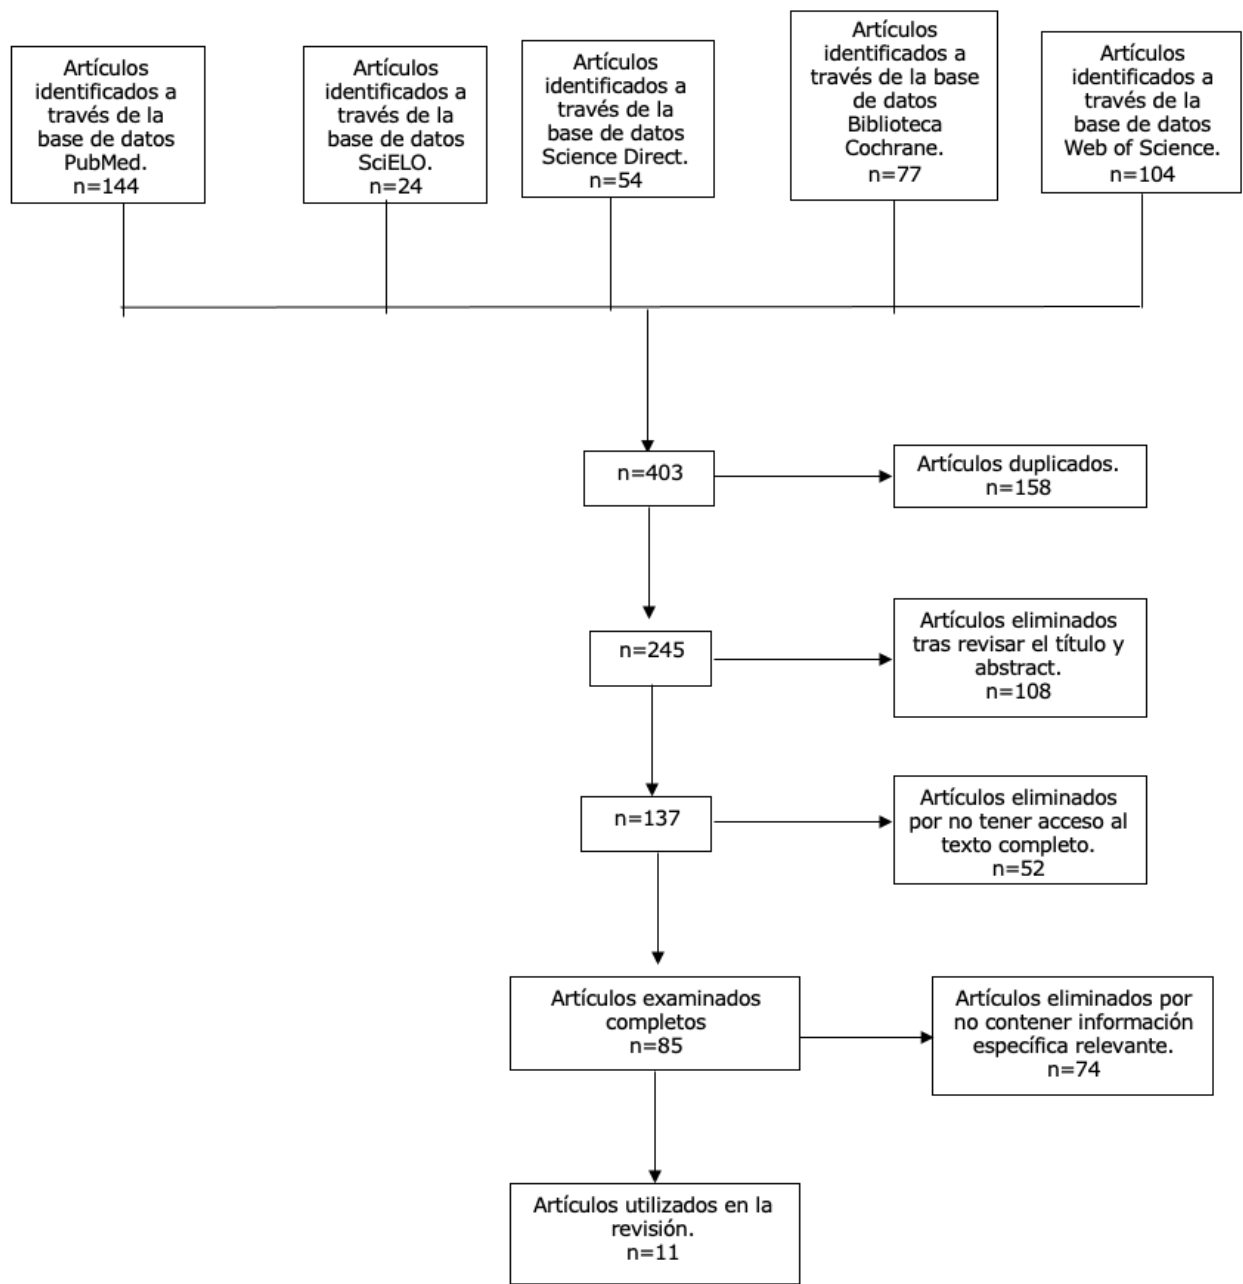 Artículos
identificados a
través de la
base de datos
PubMed.
n=144
Artículos
identificados a
través de la
base de datos
SciELO.
n=24
Artículos
identificados a
través de la
base de datos
Science Direct.
n=54
Artículos
identificados a
través de la base
de datos
Biblioteca
Cochrane.
n=77
Artículos
identificados a
través de la
base de datos
Web of Science.
n=104
n=403
Artículos duplicados.
n=158
n=245
Artículos eliminados
tras revisar el título y
abstract.
n=108
n=137
Artículos eliminados
por no tener acceso al
texto completo.
n=52
Artículos examinados
completos
n=85
Artículos eliminados por
no contener información
específica relevante.
n=74
Artículos utilizados en la
revisión.
n=11